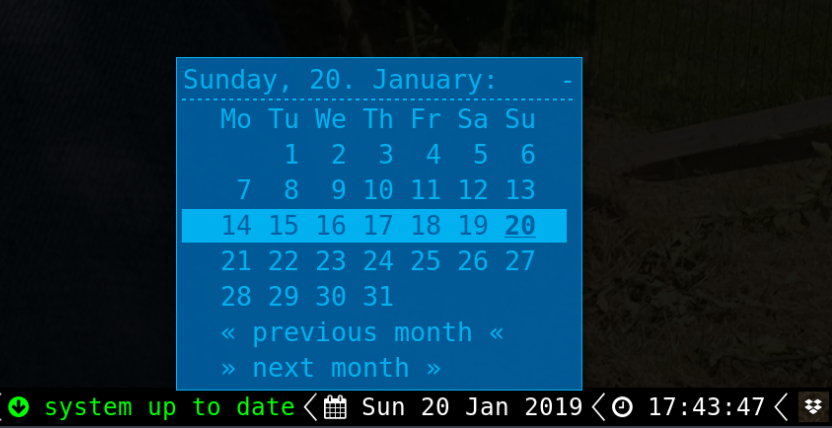 Sunday, 20. January: -
Mo Tu We Th Fr Sa Su
1 2 3 4 5 6
7 8 9 10 11 12 13
14 15 16 17 18 19 20
21 22 23 24 25 26 27
28 29 30 31
« previous month «
» next month »
system up to date Sun 20 Jan 2019 17:43:47